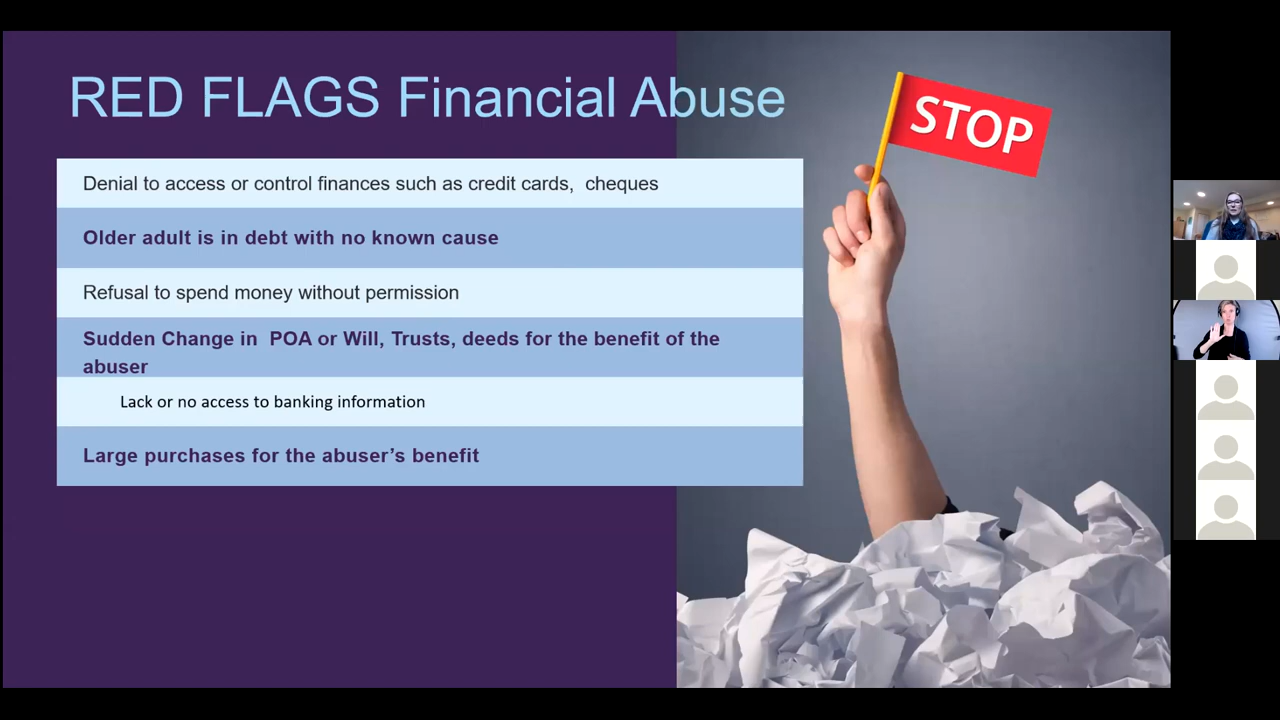 RED FLAGS Financial Abuse
STOP
Denial to access or control finances such as credit cards,  cheques
Older adult is in debt with no known cause
Refusal to spend money without permission
Sudden Change in  POA or Will, Trusts, deeds for the benefit of the
abuser
Lack or no access to banking information
Large purchases for the abuser’s benefit